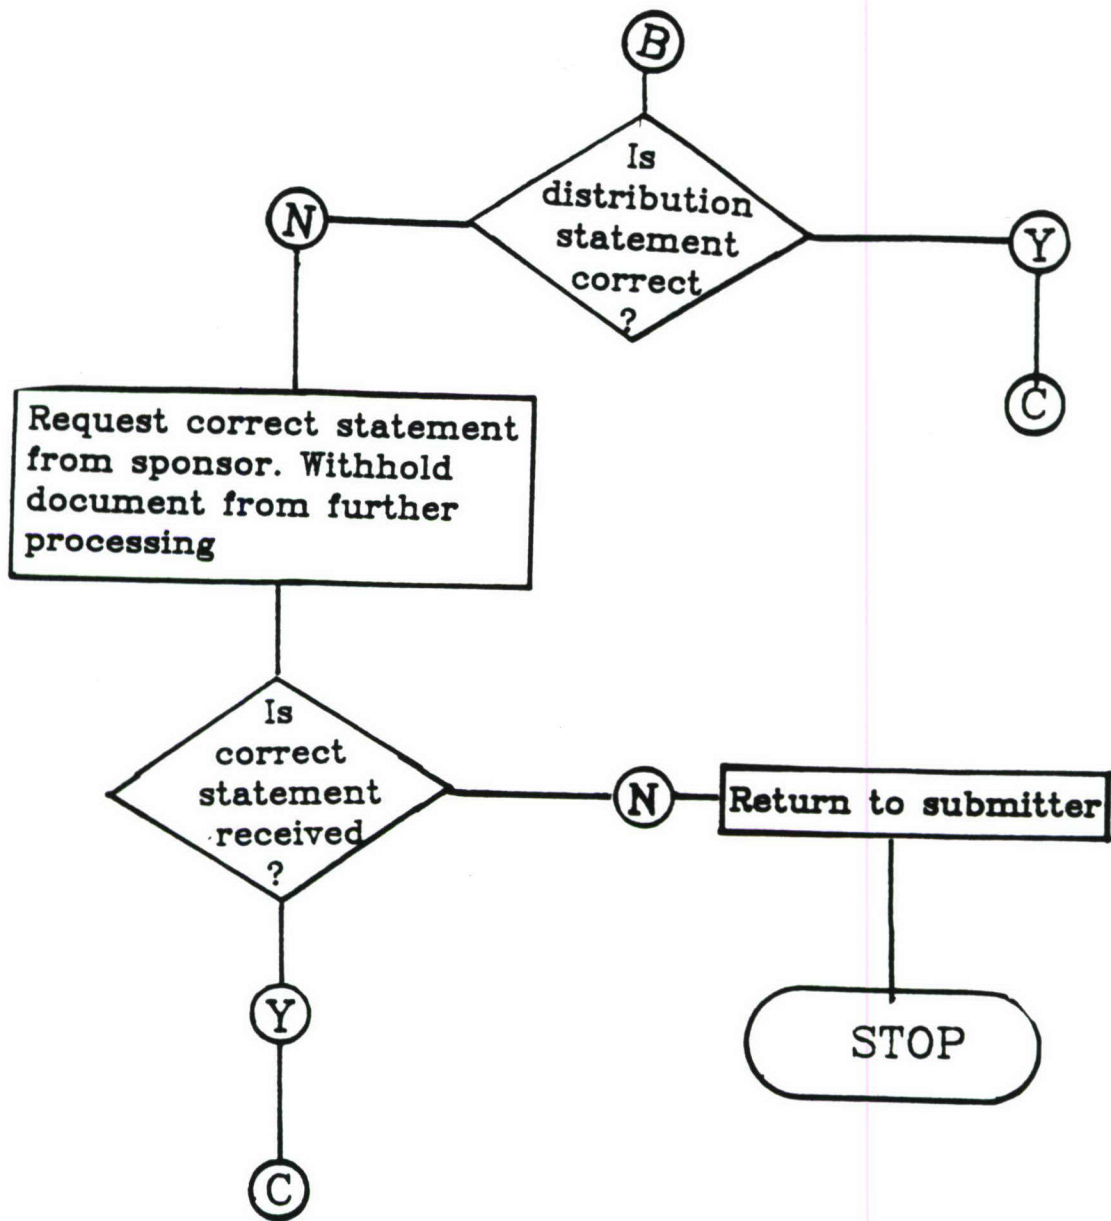 B
Is
distribution
statement
correct
?
N
Y
C
Request correct statement
from sponsor. Withhold
document from further
processing
Is
correct
statement
received
?
N
Return to submitter
Y
STOP
C